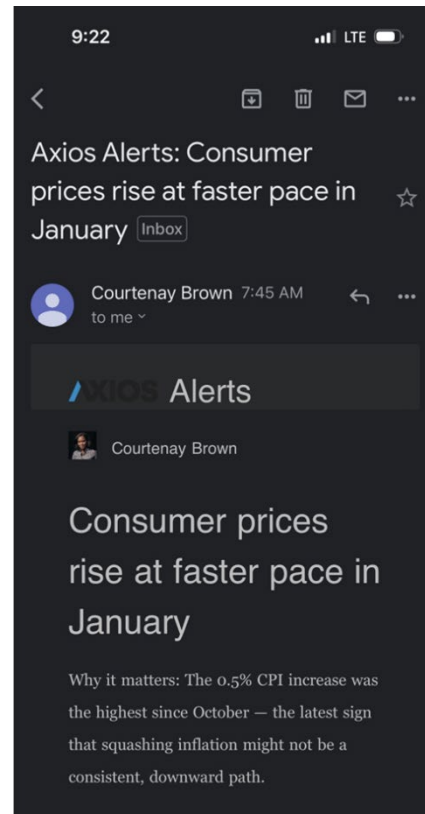 9:22 LTE
Axios Alerts: Consumer
prices rise at faster pace in
January Inbox
Courtenay Brown 7:45 AM
to me
AXIOS Alerts
Courtenay Brown
Consumer prices
rise at faster pace in
January
Why it matters: The 0.5% CPI increase was
the highest since October — the latest sign
that squashing inflation might not be a
consistent, downward path.